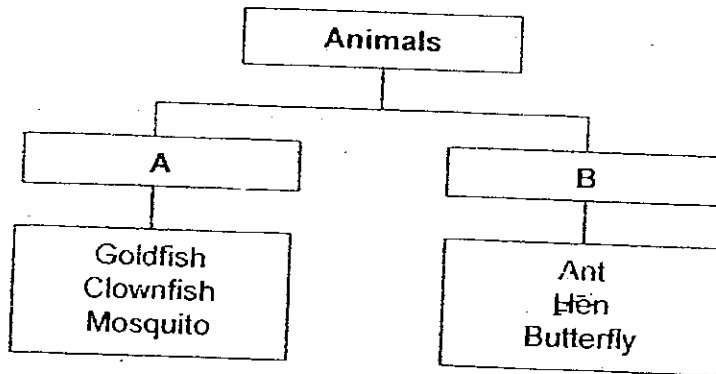 Animals
A
B
Goldfish
Clownfish
Mosquito
Ant
Hen
Butterfly